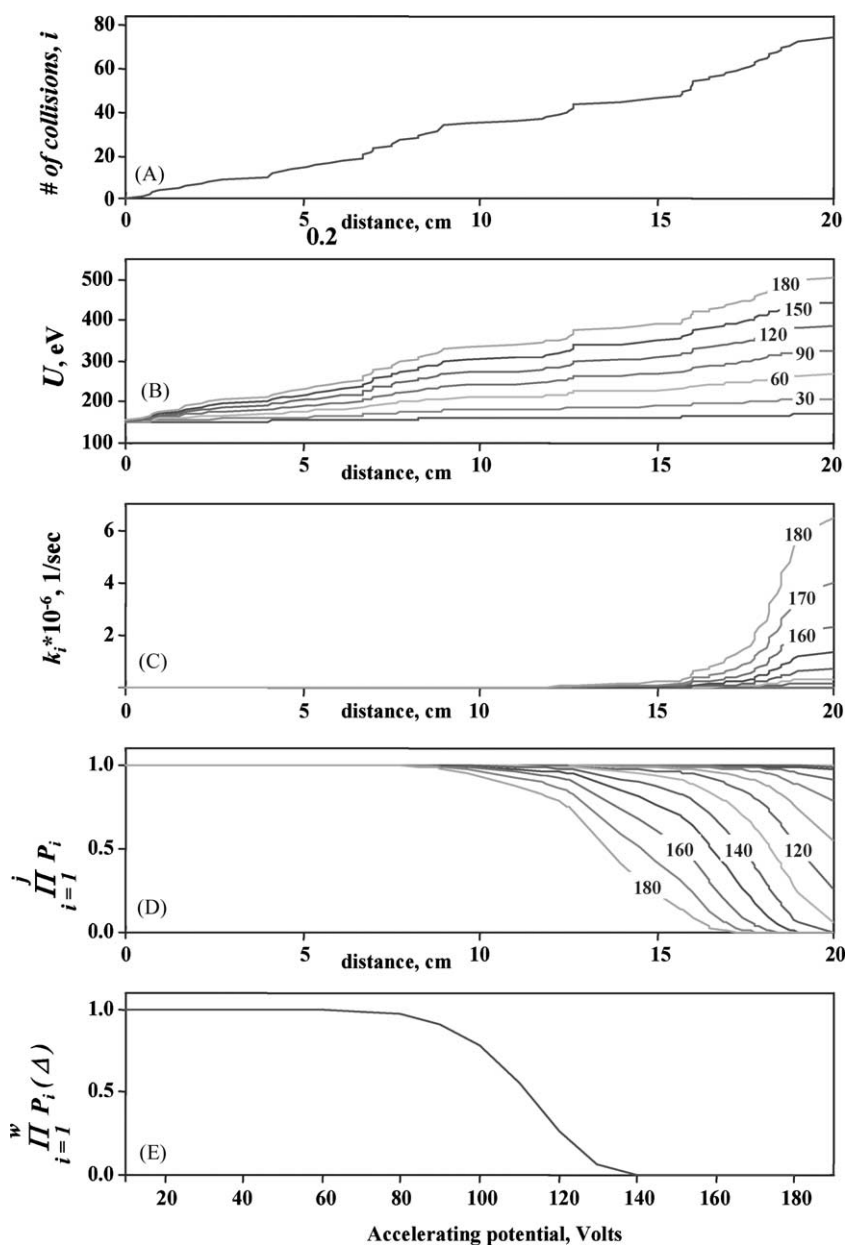 # of collisions, i
80
60
40
20
0
(A)
0 5 10 15 20
distance, cm
0.2
U, eV
500
400
300
200
100
(B)
180
150
120
90
60
30
0 5 10 15 20
distance, cm
k_i*10^-6, 1/sec
6
4
2
(C)
180
170
160
0 5 10 15 20
distance, cm
j
Π P_i
i = 1
1.0
0.5
0.0
(D)
180
160
140
120
0 5 10 15 20
distance, cm
w
Π P_i (Δ)
i = 1
1.0
0.5
0.0
(E)
20 40 60 80 100 120 140 160 180
Accelerating potential, Volts